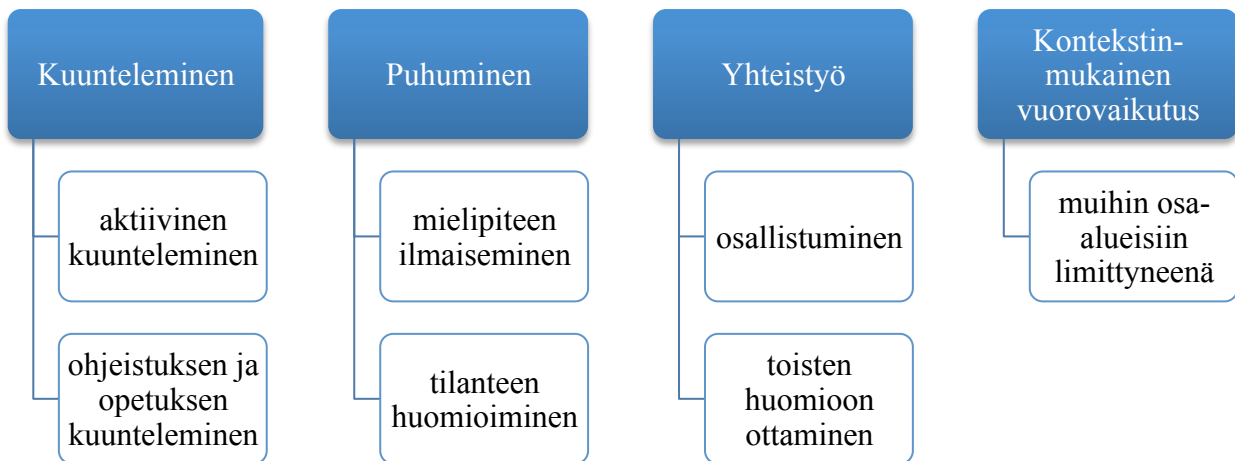 Kuunteleminen
aktiivinen
kuunteleminen
ohjeistuksen ja
opetuksen
kuunteleminen
Puhuminen
mielipiteen
ilmaiseminen
tilanteen
huomioiminen
Yhteistyö
osallistuminen
toisten
huomioon
ottaminen
Kontekstin-
mukainen
vuorovaikutus
muihin osa-
alueisiin
limittyneenä